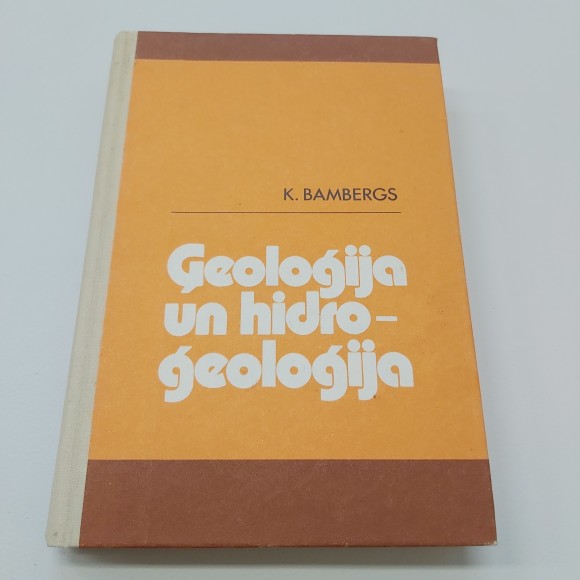 K. BAMBERGS
Ģeoloģija
un hidro-
ģeoloģija